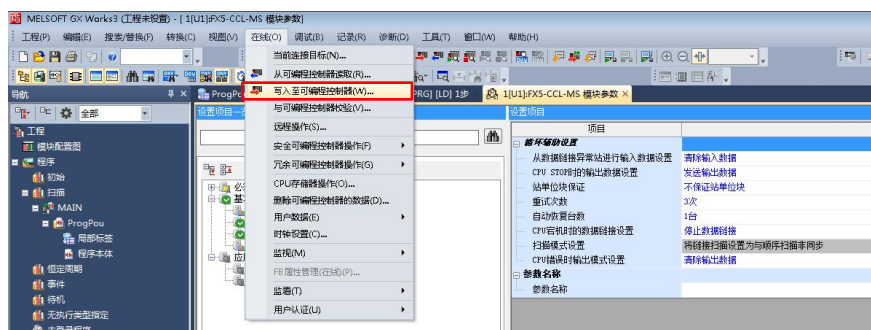 MELSOFT GX Works3 (工程未设置) - [1[U1]:FX5-CCL-MS 模块参数]
工程(P) 编辑(E) 搜索/替换(F) 转换(C) 视图(V) 在线(O) 调试(B) 记录(R) 诊断(D) 工具(T) 窗口(W) 帮助(H)
导航
全部
工程
模块配置图
程序
初始
扫描
MAIN
ProgPou
局部标签
程序本体
恒定周期
事件
待机
无执行类型指定
当前连接目标(N)...
从可编程控制器读取(R)...
写入至可编程控制器(W)...
与可编程控制器校验(V)...
远程操作(S)...
安全可编程控制器操作(F)
冗余可编程控制器操作(G)
CPU存储器操作(O)...
删除可编程控制器的数据(D)...
用户数据(E)
时钟设置(C)...
监视(M)
FB属性管理(在线)(P)...
监看(T)
用户认证(U)
PRG] [LD] 1步
1[U1]:FX5-CCL-MS 模块参数
设置项目
项目
循环辅助设置
从数据链接异常站进行输入数据设置 清除输入数据
CPU STOP时的输出数据设置 发送输出数据
站单位块保证 不保证站单位块
重试次数 3次
自动恢复台数 1台
CPU宕机时的数据链接设置 停止数据链接
扫描模式设置 将链接扫描设置为与顺序扫描非同步
CPU错误时输出模式设置 清除输出数据
参数名称
参数名称